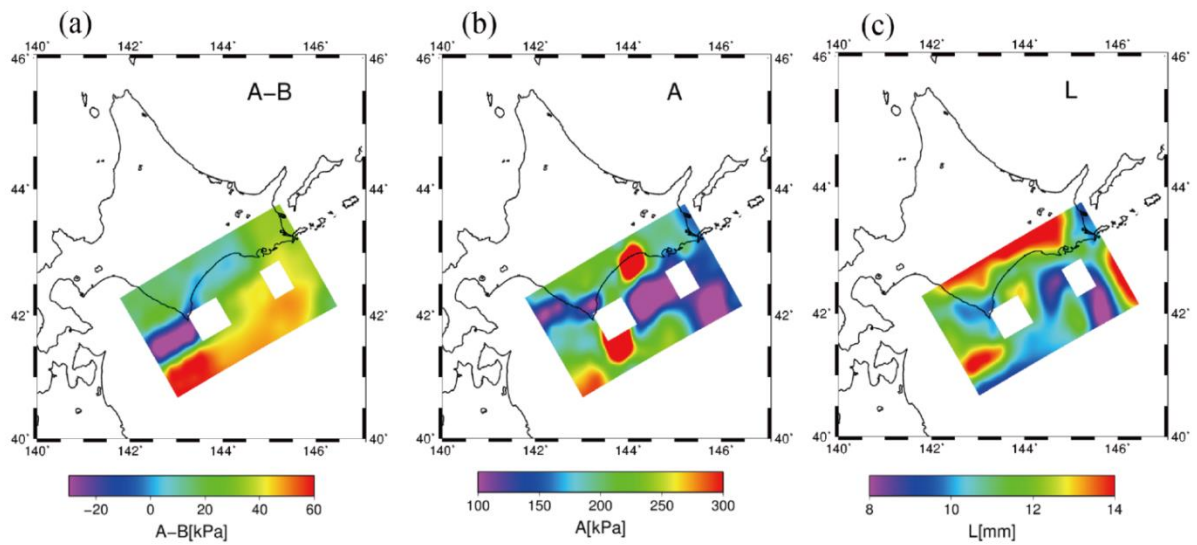 (a) (b) (c)
140° 142° 144° 146° 140° 142° 144° 146° 140° 142° 144° 146°
46° 46° 46° 46° 46°
A−B A L
44° 44° 44° 44° 44° 44°
42° 42° 42° 42° 42° 42°
40° 40° 40° 40° 40° 40°
140° 142° 144° 146° 140° 142° 144° 146° 140° 142° 144° 146°
−20 0 20 40 60 100 150 200 250 300 8 10 12 14
A−B[kPa] A[kPa] L[mm]